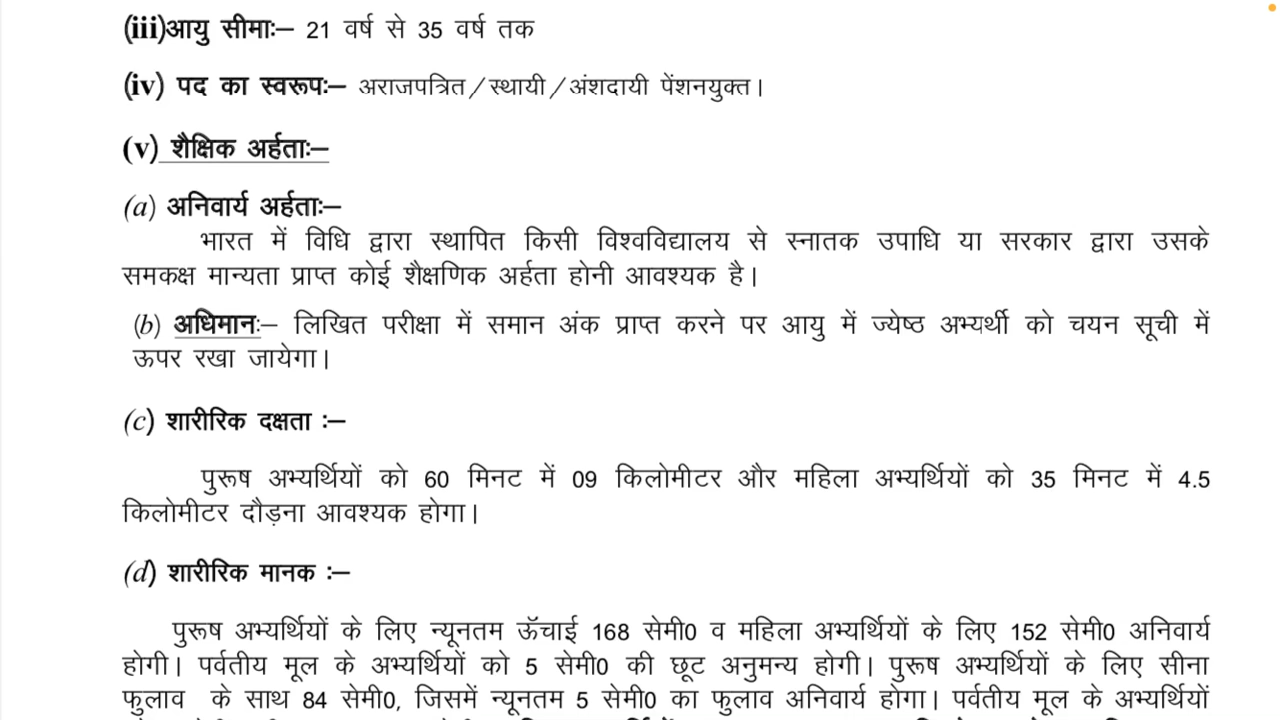 (iii)आयु सीमाः– 21 वर्ष से 35 वर्ष तक
(iv) पद का स्वरूपः– अराजपत्रित/स्थायी/अंशदायी पेंशनयुक्त।
(v) शैक्षिक अर्हताः–
(a) अनिवार्य अर्हताः–
भारत में विधि द्वारा स्थापित किसी विश्वविद्यालय से स्नातक उपाधि या सरकार द्वारा उसके
समकक्ष मान्यता प्राप्त कोई शैक्षणिक अर्हता होनी आवश्यक है।
(b) अधिमानः– लिखित परीक्षा में समान अंक प्राप्त करने पर आयु में ज्येष्ठ अभ्यर्थी को चयन सूची में
ऊपर रखा जायेगा।
(c) शारीरिक दक्षता :–
पुरूष अभ्यर्थियों को 60 मिनट में 09 किलोमीटर और महिला अभ्यर्थियों को 35 मिनट में 4.5
किलोमीटर दौड़ना आवश्यक होगा।
(d) शारीरिक मानक :–
पुरूष अभ्यर्थियों के लिए न्यूनतम ऊॅचाई 168 सेमी0 व महिला अभ्यर्थियों के लिए 152 सेमी0 अनिवार्य
होगी। पर्वतीय मूल के अभ्यर्थियों को 5 सेमी0 की छूट अनुमन्य होगी। पुरूष अभ्यर्थियों के लिए सीना
फुलाव के साथ 84 सेमी0, जिसमें न्यूनतम 5 सेमी0 का फुलाव अनिवार्य होगा। पर्वतीय मूल के अभ्यर्थियों